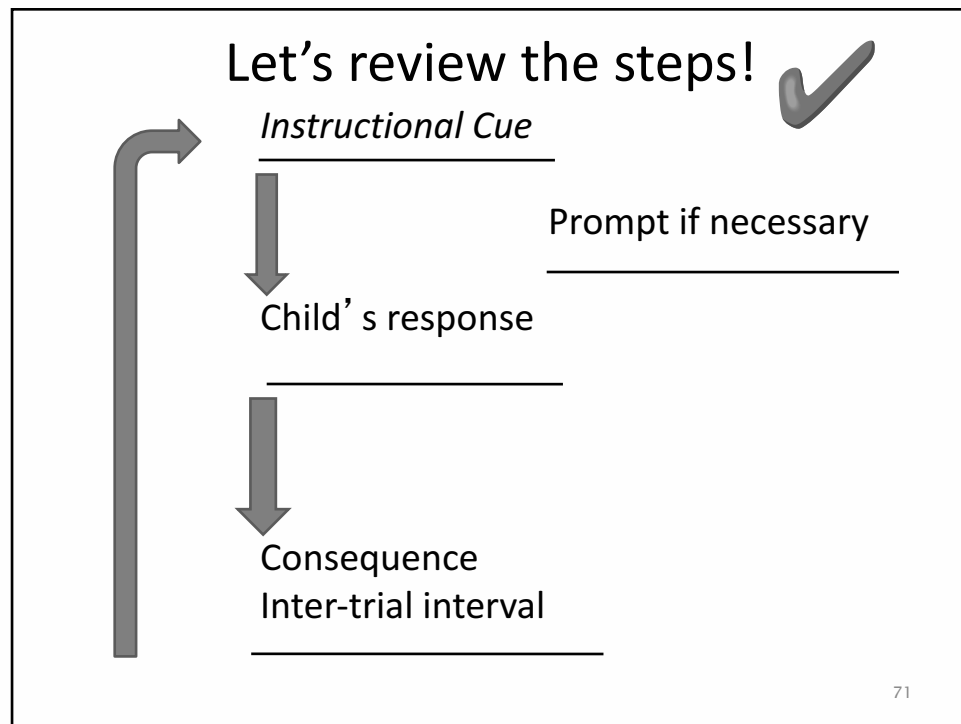 Let’s review the steps!
Instructional Cue
Prompt if necessary
Child’ s response
Consequence
Inter-trial interval
71